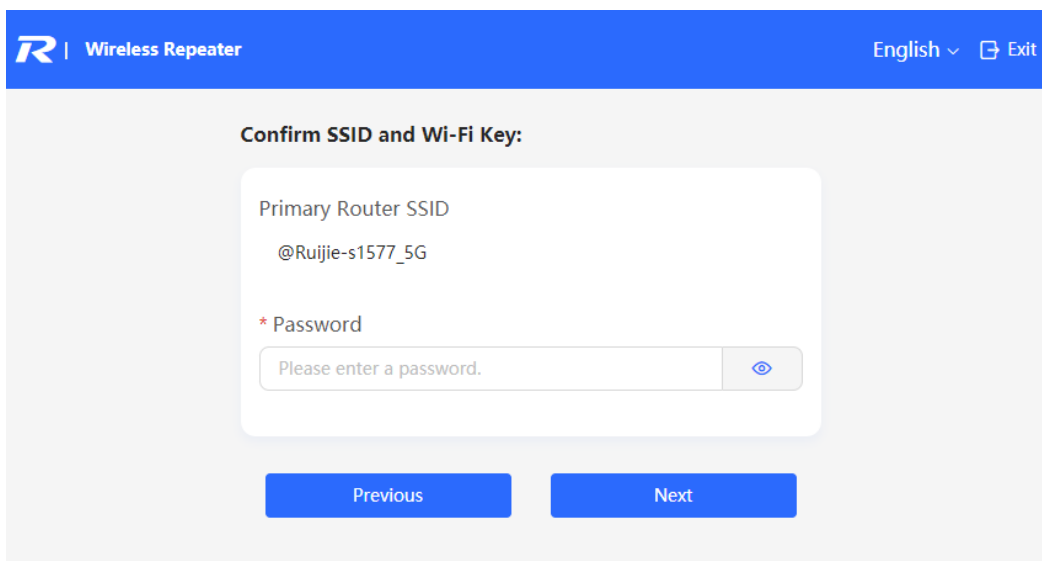 R | Wireless Repeater English Exit
Confirm SSID and Wi-Fi Key:
Primary Router SSID
@Ruijie-s1577_5G
* Password
Please enter a password.
Previous Next